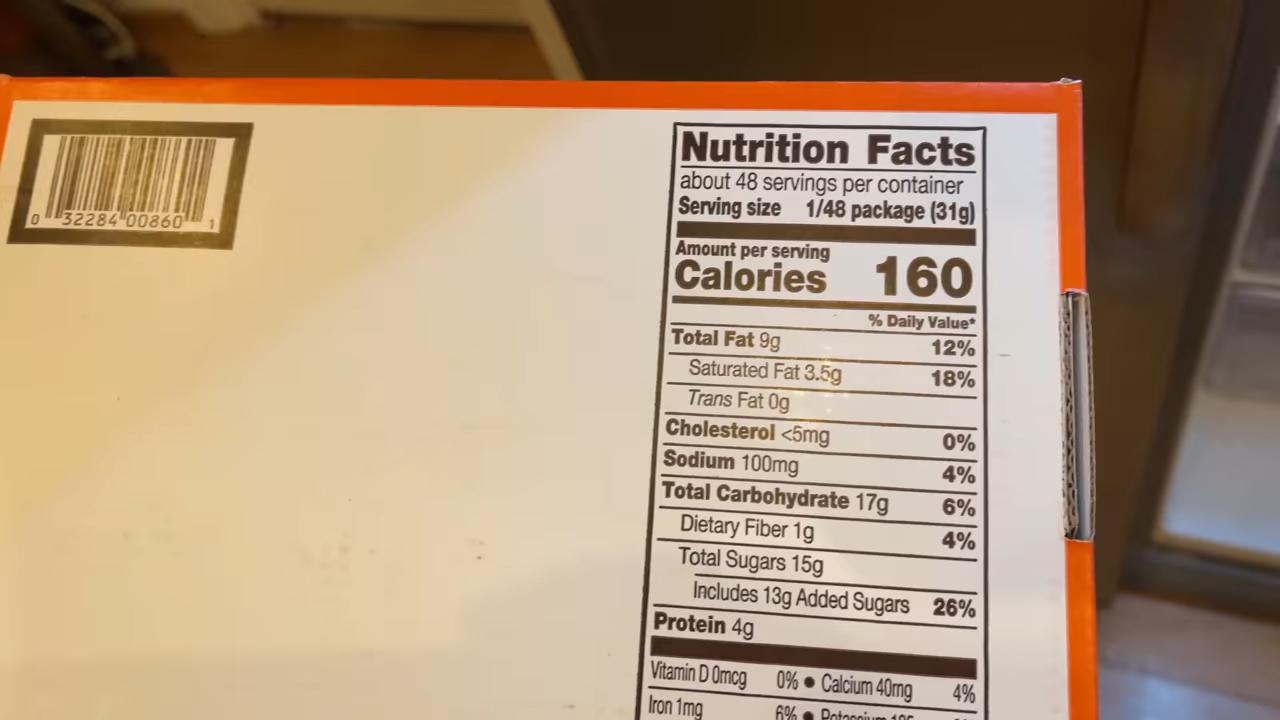 0 32284 00860 1
Nutrition Facts
about 48 servings per container
Serving size 1/48 package (31g)
Amount per serving
Calories 160
% Daily Value*
Total Fat 9g 12%
Saturated Fat 3.5g 18%
Trans Fat 0g
Cholesterol <5mg 0%
Sodium 100mg 4%
Total Carbohydrate 17g 6%
Dietary Fiber 1g 4%
Total Sugars 15g
Includes 13g Added Sugars 26%
Protein 4g
Vitamin D 0mcg 0% • Calcium 40mg 4%
Iron 1mg 6% • Potassium